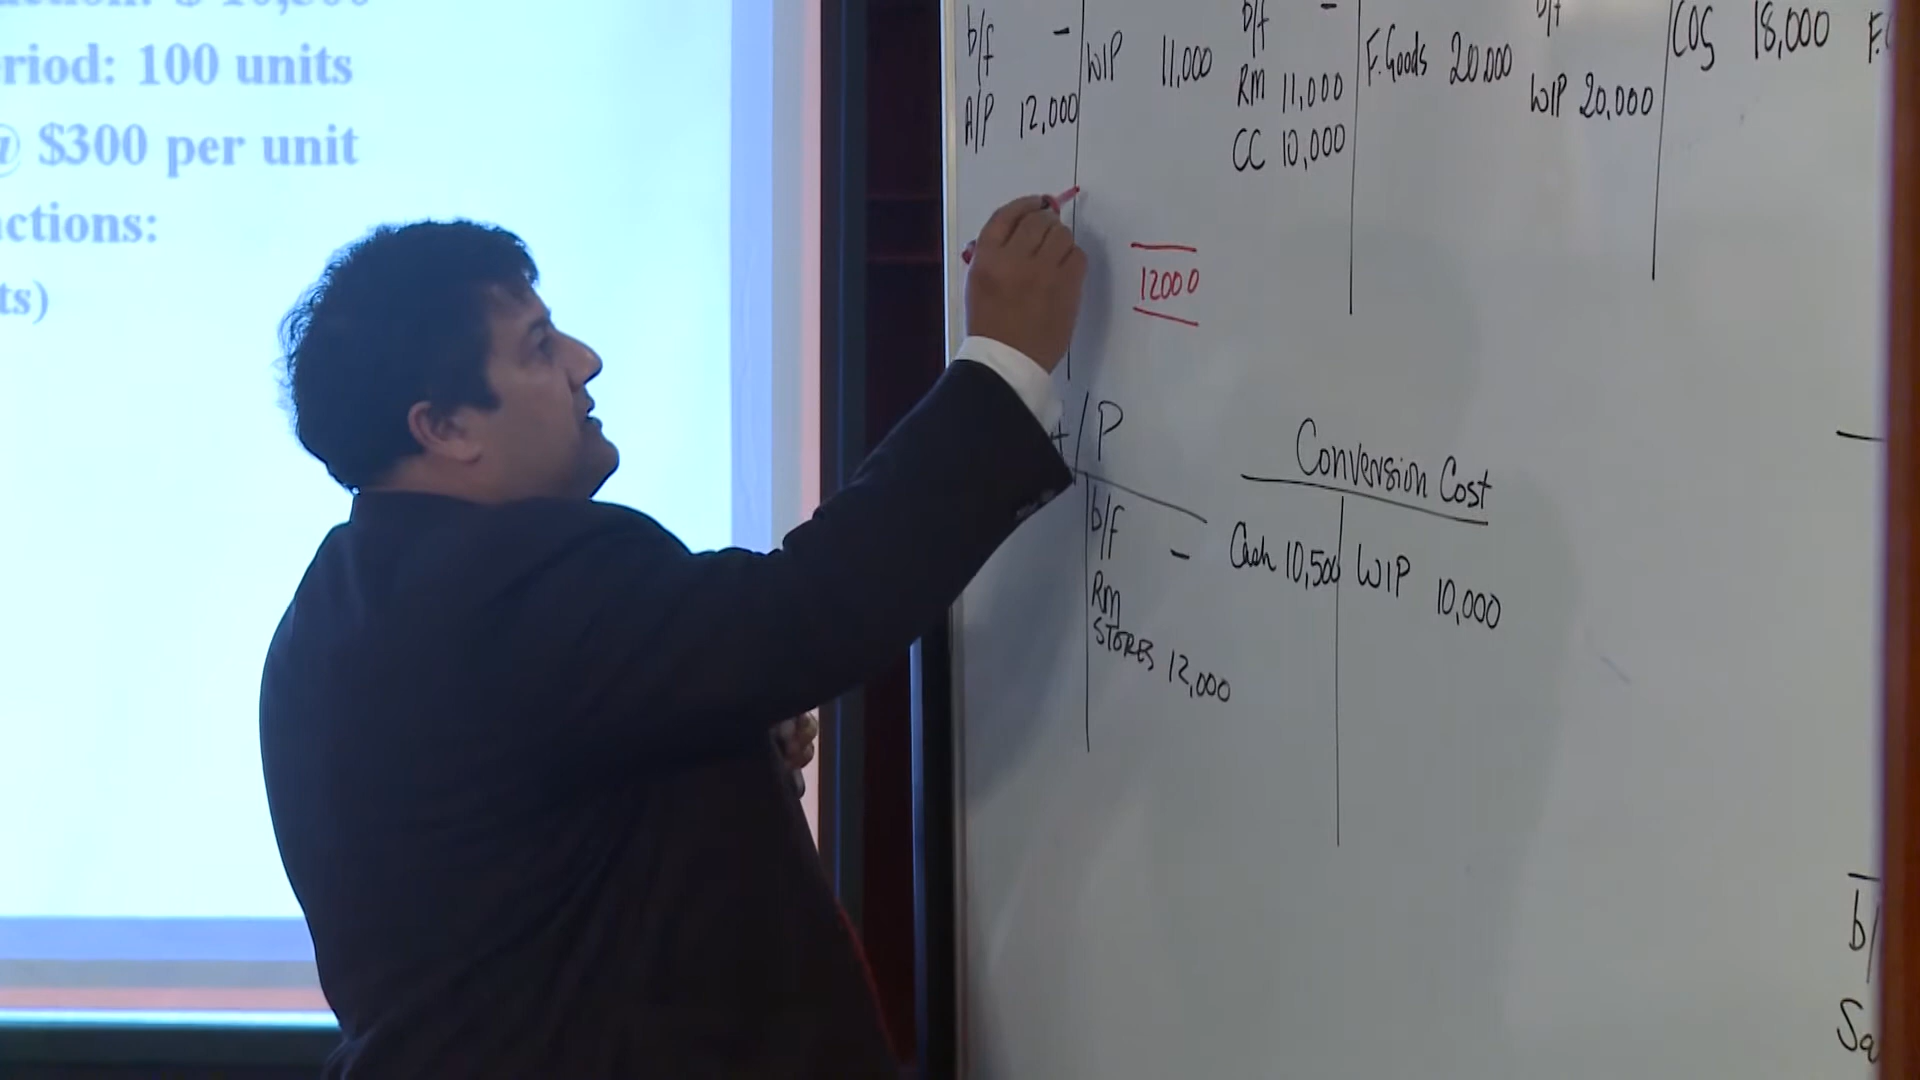 riod: 100 units
@ $300 per unit
ctions:
ts)
b/f -
A/P 12,000
WIP 11,000
12000
b/f -
RM 11,000
CC 10,000
F.Goods 20,000
b/f
WIP 20,000
COS 18,000
F.G
A/P
b/f -
RM
STORES 12,000
Conversion Cost
Cash 10,500
WIP 10,000
b/
Sa